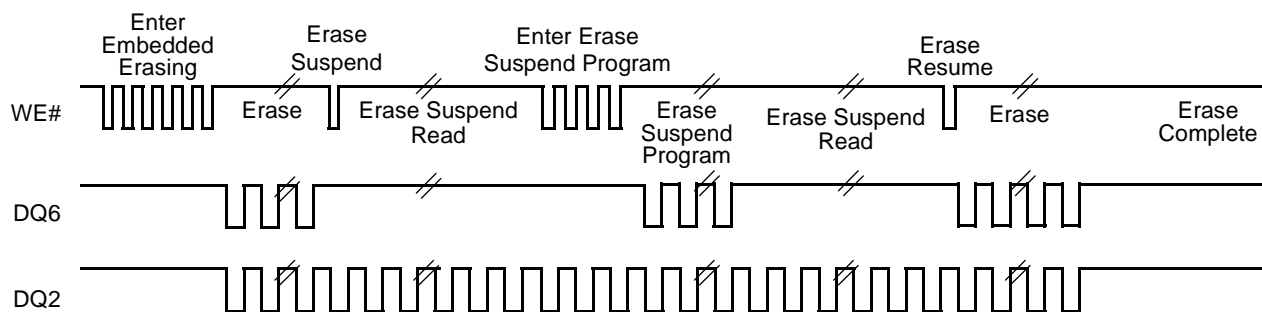 Enter
Embedded
Erasing
Erase
Suspend
Enter Erase
Suspend Program
Erase
Resume
WE#
Erase
Erase Suspend
Read
Erase
Suspend
Program
Erase Suspend
Read
Erase
Erase
Complete
DQ6
DQ2